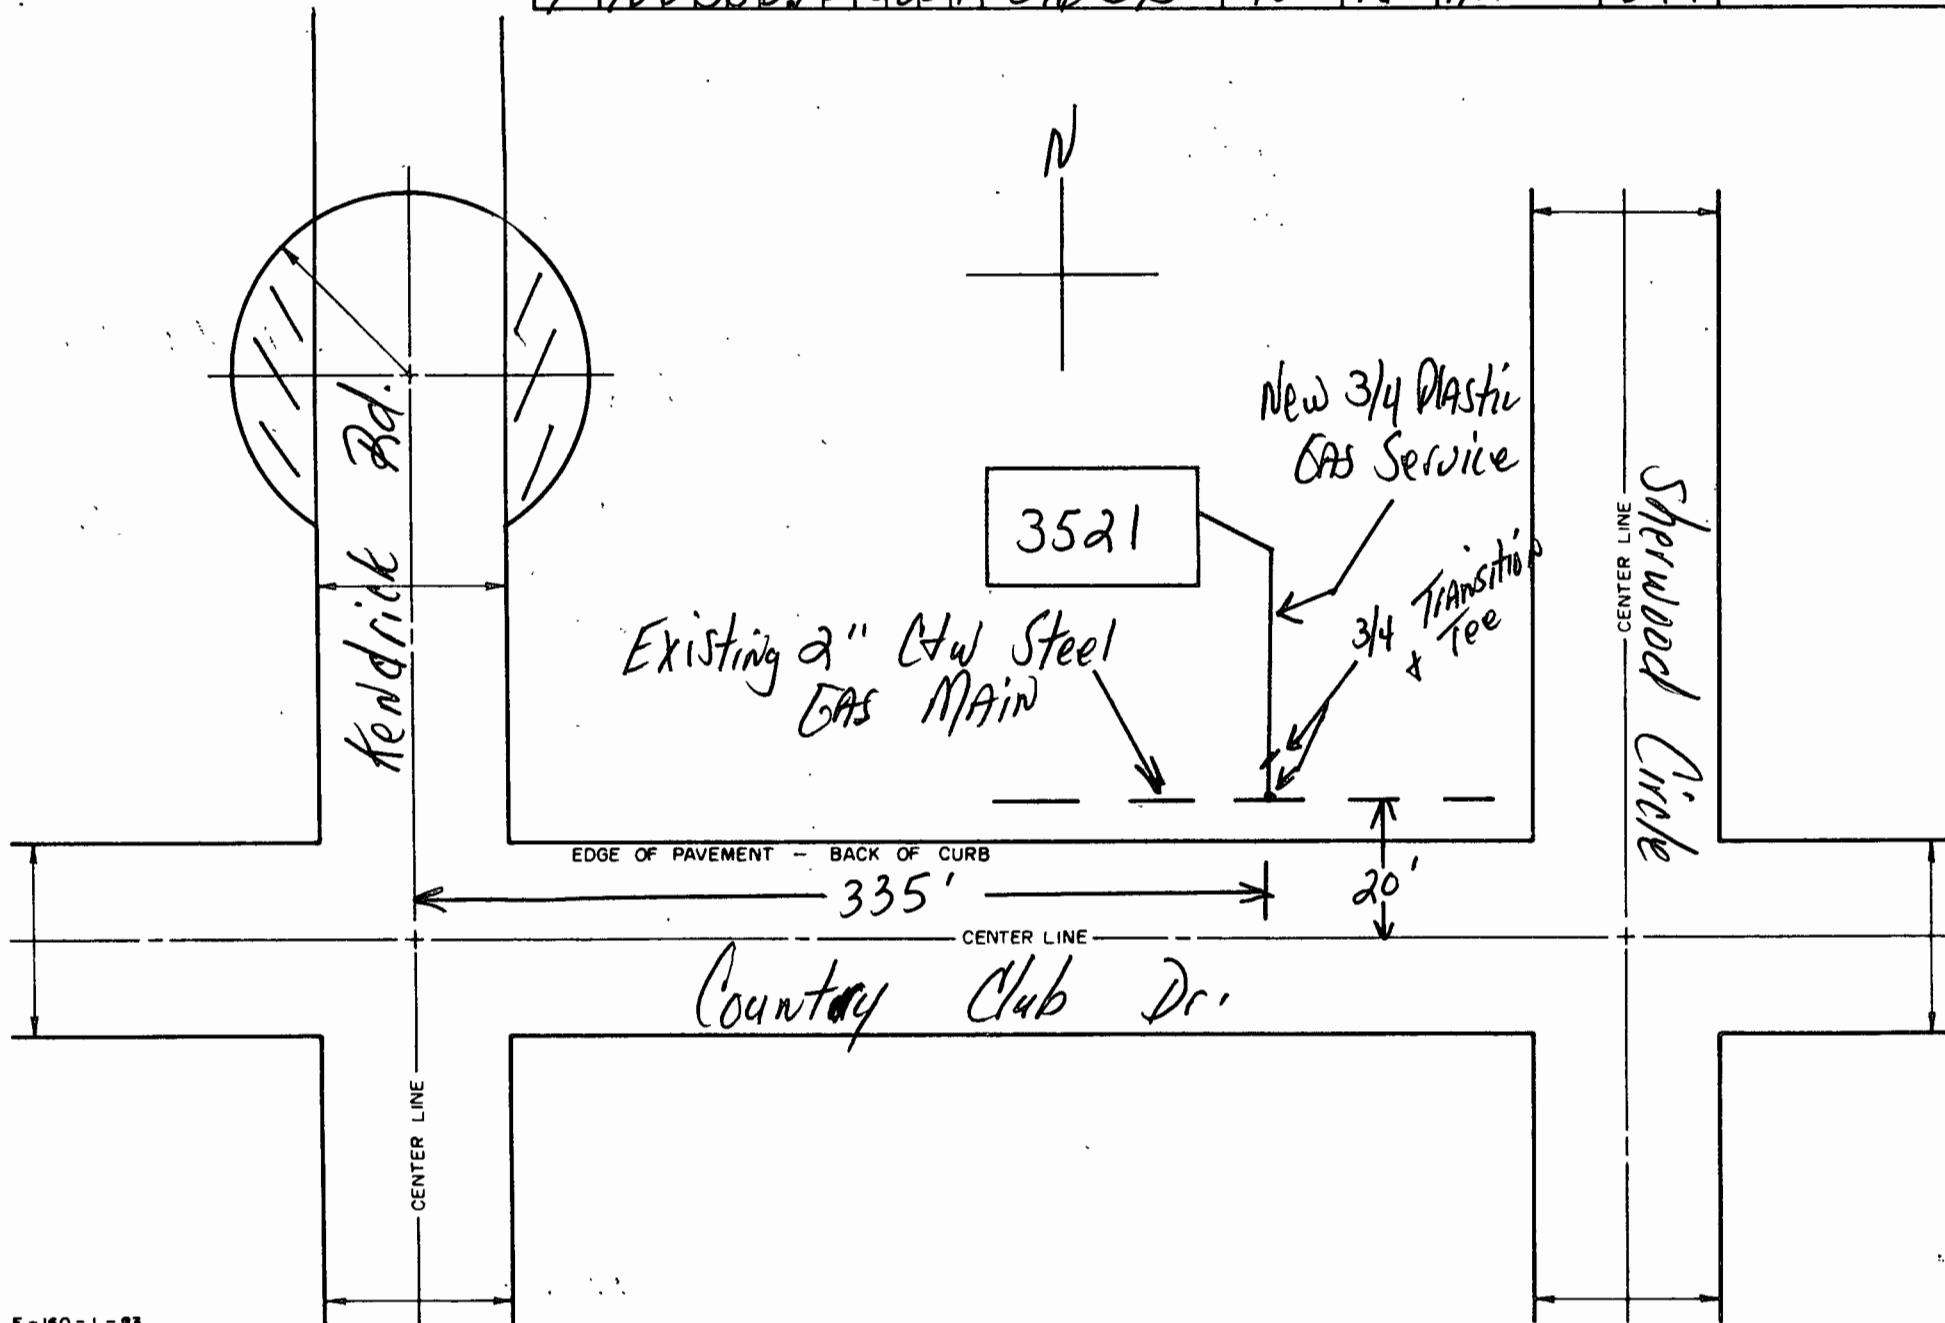 N
New 3/4 Plastic
GAS Service
3521
3/4 & Transition
Tee
Existing 2" C&W Steel
GAS MAIN
Kendrick Rd.
CENTER LINE
Sherwood Circle
EDGE OF PAVEMENT – BACK OF CURB
335'
20'
CENTER LINE
Country Club Dr.
CENTER LINE